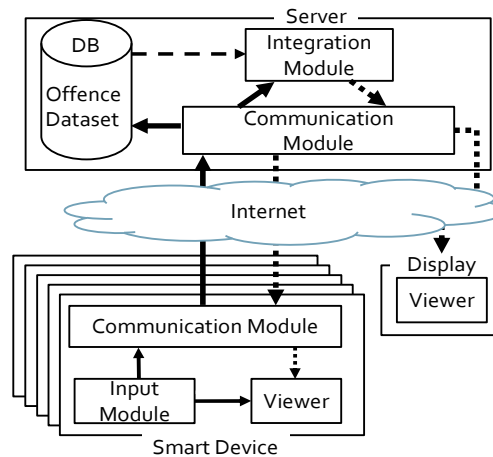 Server
DB
Offence
Dataset
Integration
Module
Communication
Module
Internet
Display
Viewer
Communication Module
Input
Module
Viewer
Smart Device